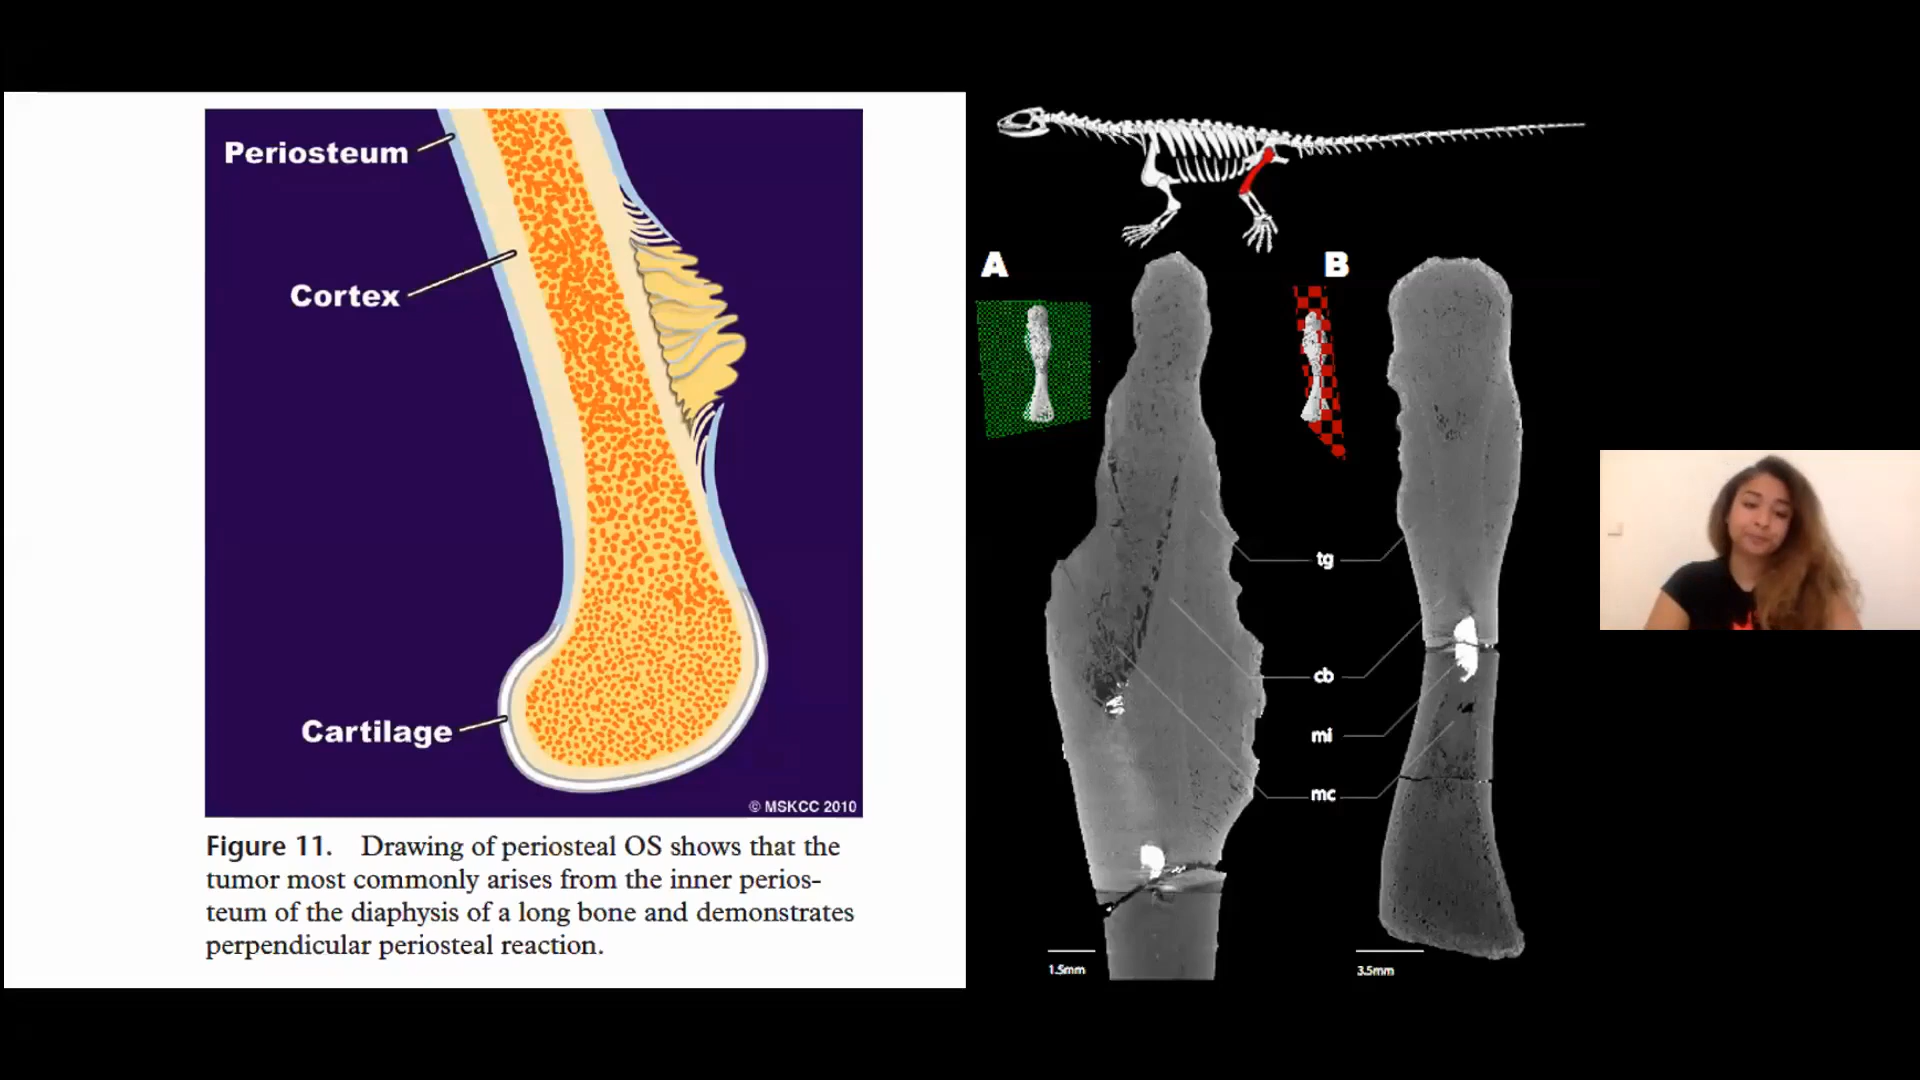 Periosteum
Cortex
Cartilage
© MSKCC 2010
Figure 11. Drawing of periosteal OS shows that the
tumor most commonly arises from the inner perios-
teum of the diaphysis of a long bone and demonstrates
perpendicular periosteal reaction.
A
B
tg
cb
mi
mc
1.5mm
3.5mm